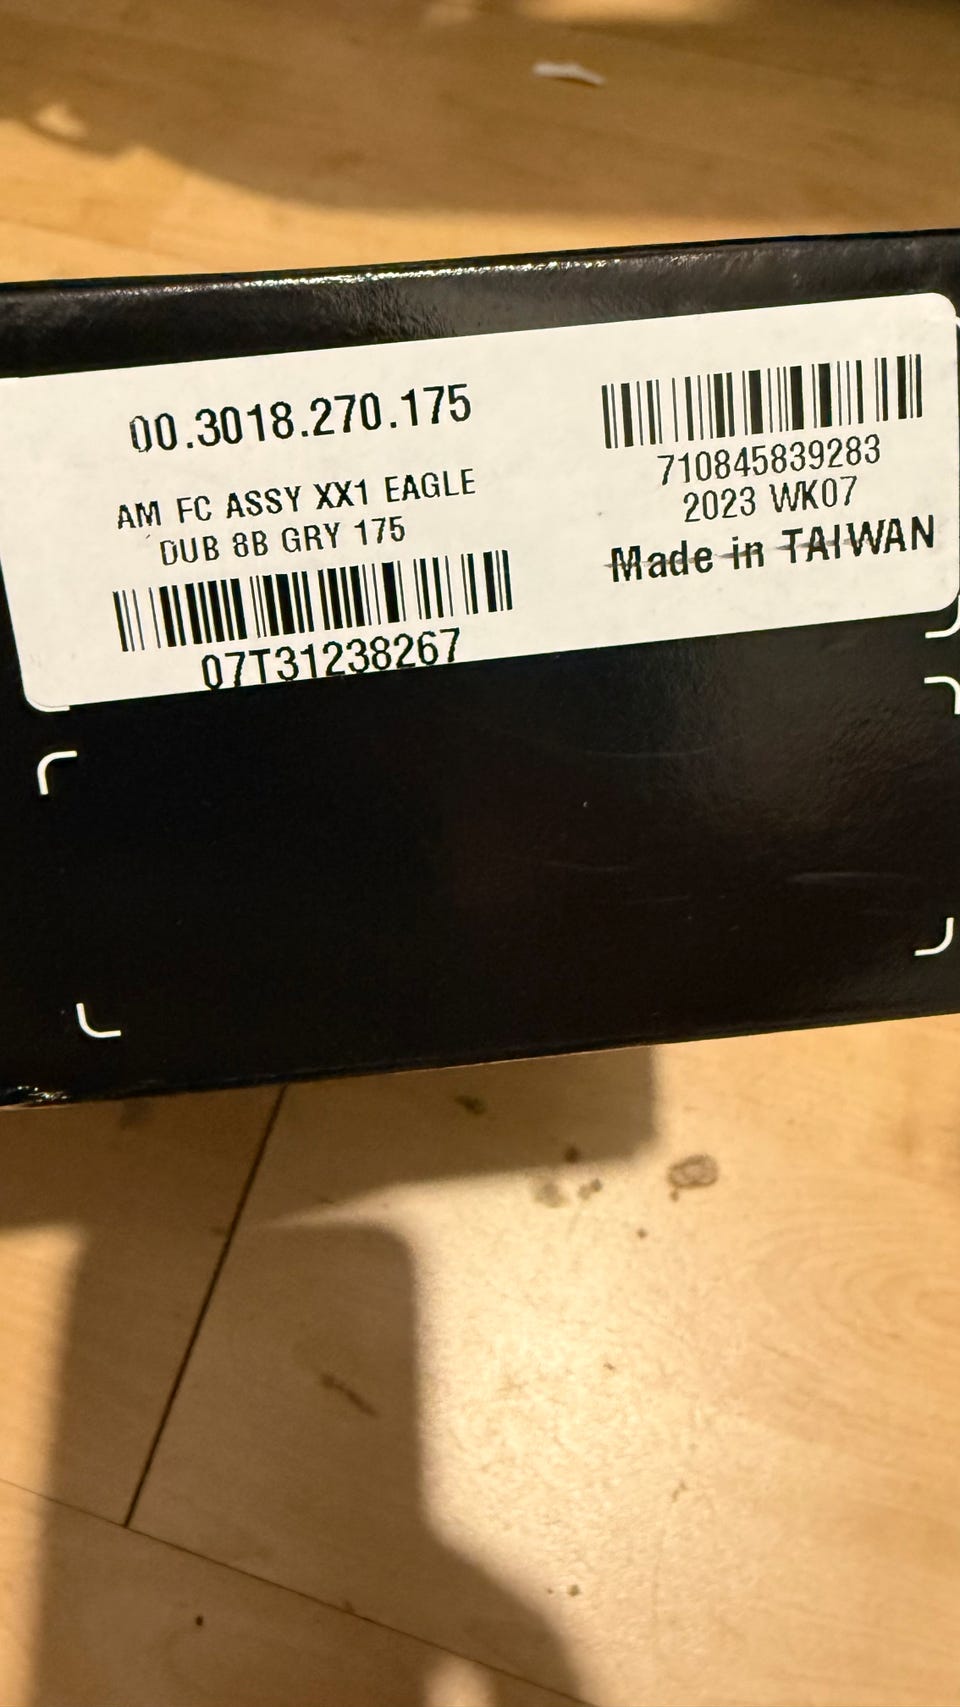 00.3018.270.175
AM FC ASSY XX1 EAGLE
DUB 8B GRY 175
07T31238267
710845839283
2023 WK07
Made in TAIWAN